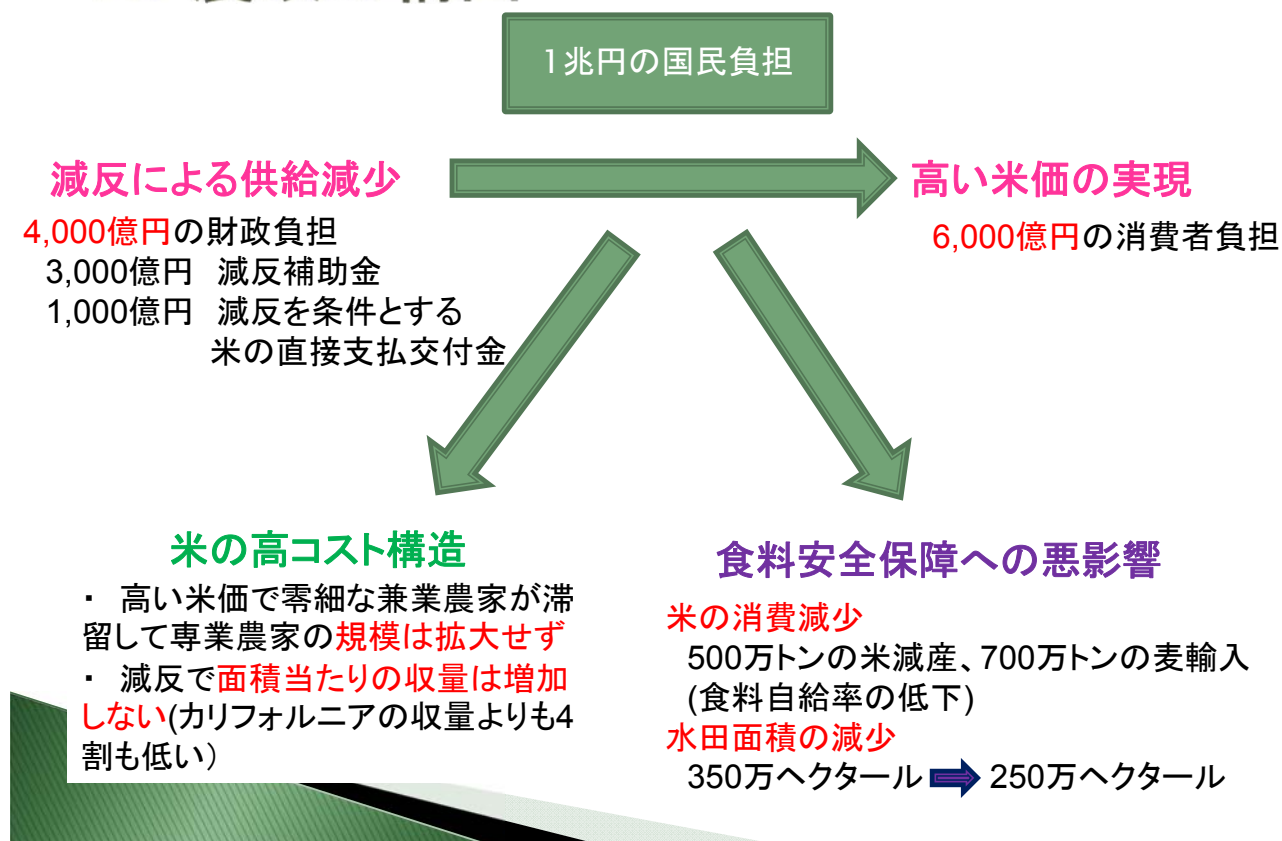 1兆円の国民負担
減反による供給減少
4,000億円の財政負担
3,000億円 減反補助金
1,000億円 減反を条件とする
米の直接支払交付金
高い米価の実現
6,000億円の消費者負担
米の高コスト構造
・ 高い米価で零細な兼業農家が滞
留して専業農家の規模は拡大せず
・ 減反で面積当たりの収量は増加
しない(カリフォルニアの収量よりも4
割も低い）
食料安全保障への悪影響
米の消費減少
500万トンの米減産、700万トンの麦輸入
(食料自給率の低下)
水田面積の減少
350万ヘクタール 250万ヘクタール